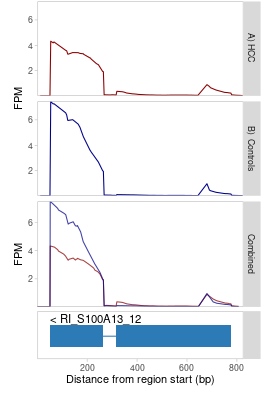 6
4
2
FPM
A) HCC
6
4
2
FPM
B) Controls
6
4
2
FPM
Combined
< RI_S100A13_12
200 400 600 800
Distance from region start (bp)